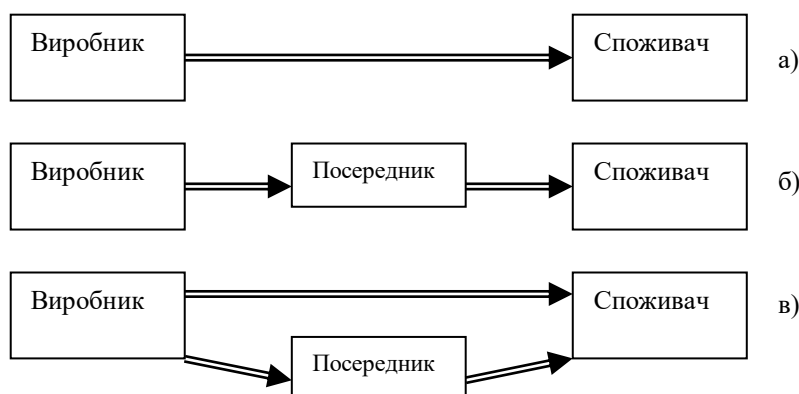 Виробник Споживач а)
Виробник Посередник Споживач б)
Виробник Споживач в)
Посередник